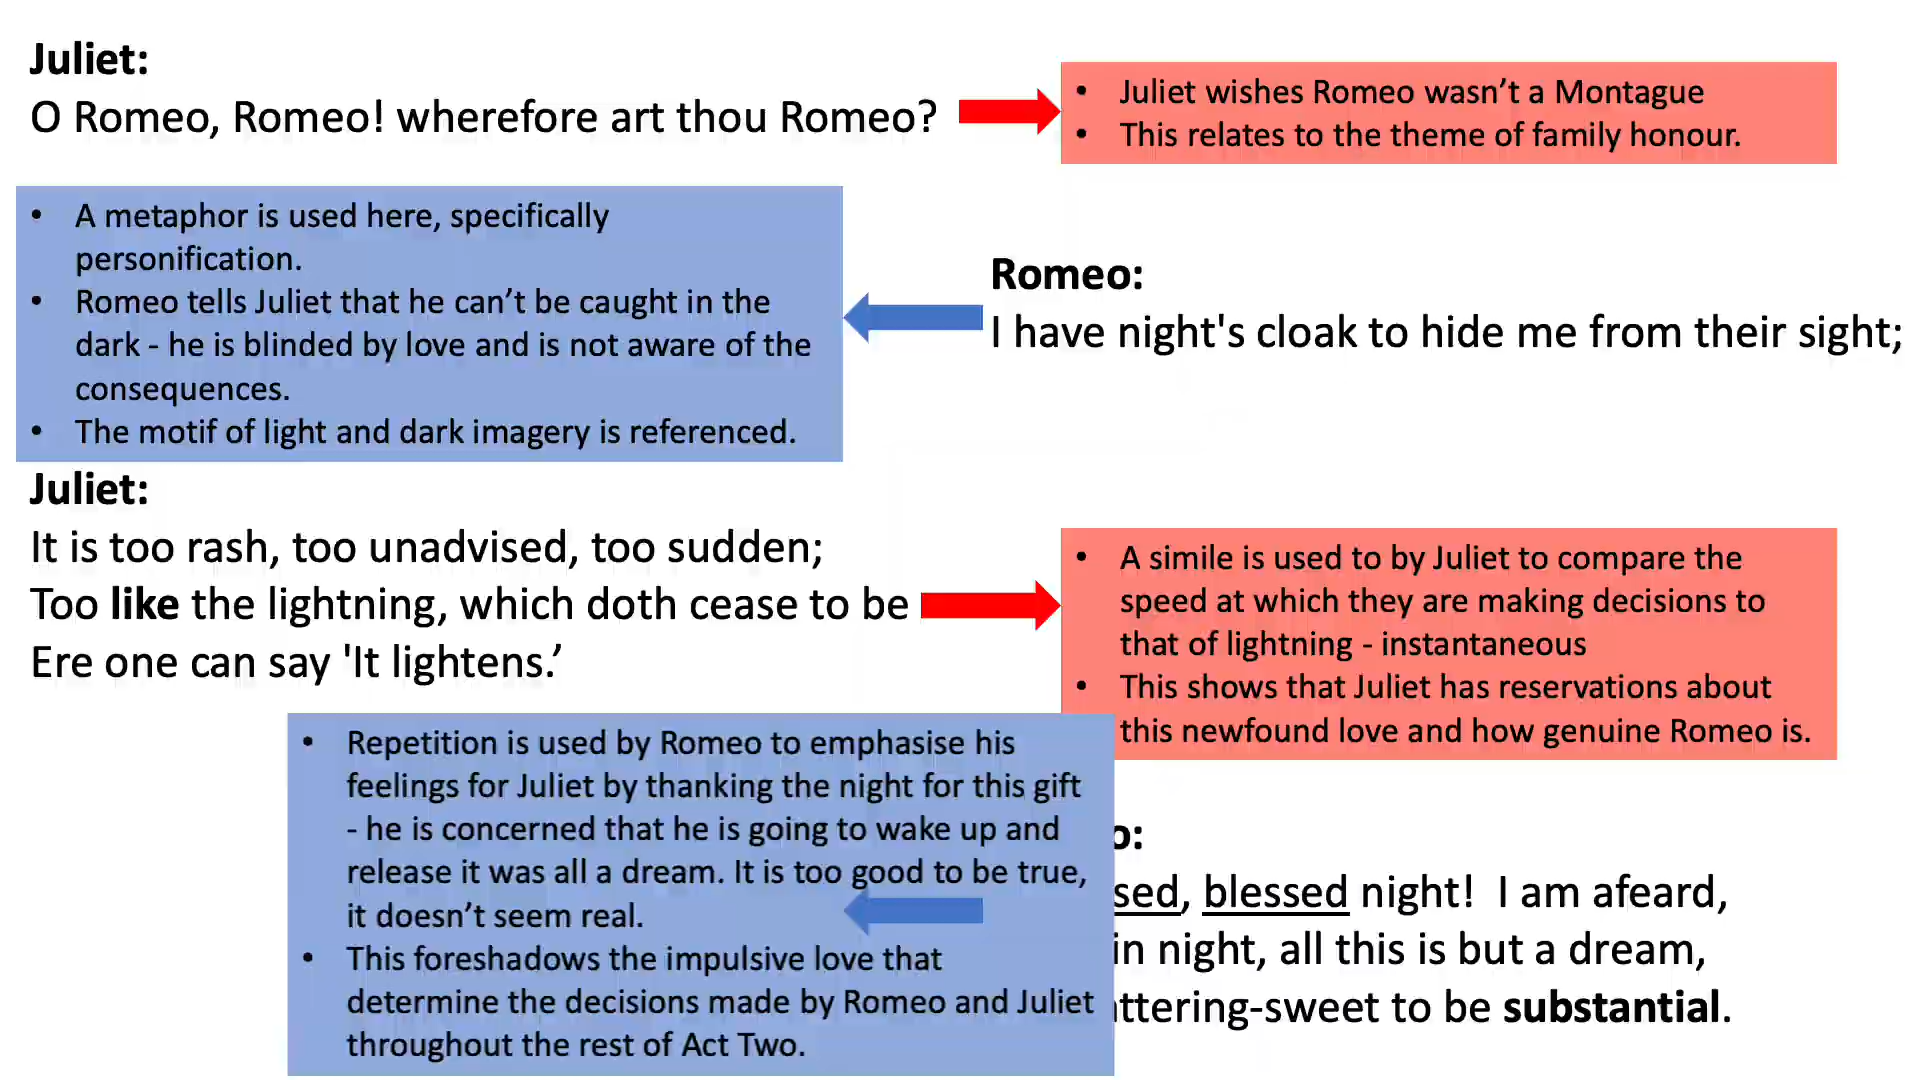 Juliet:
O Romeo, Romeo! wherefore art thou Romeo?
• Juliet wishes Romeo wasn’t a Montague
• This relates to the theme of family honour.
• A metaphor is used here, specifically
personification.
• Romeo tells Juliet that he can’t be caught in the
dark - he is blinded by love and is not aware of the
consequences.
• The motif of light and dark imagery is referenced.
Romeo:
I have night's cloak to hide me from their sight;
Juliet:
It is too rash, too unadvised, too sudden;
Too like the lightning, which doth cease to be
Ere one can say 'It lightens.’
• A simile is used to by Juliet to compare the
speed at which they are making decisions to
that of lightning - instantaneous
• This shows that Juliet has reservations about
this newfound love and how genuine Romeo is.
• Repetition is used by Romeo to emphasise his
feelings for Juliet by thanking the night for this gift
- he is concerned that he is going to wake up and
release it was all a dream. It is too good to be true,
it doesn’t seem real.
• This foreshadows the impulsive love that
determine the decisions made by Romeo and Juliet
throughout the rest of Act Two.
o:
sed, blessed night! I am afeard,
in night, all this is but a dream,
ttering-sweet to be substantial.